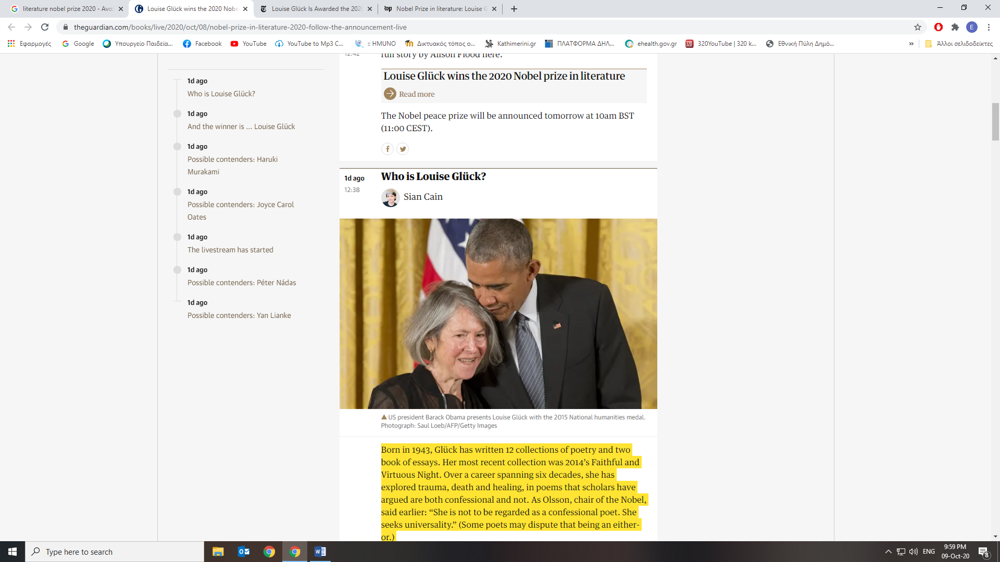 literature nobel prize 2020 - Ανα
Louise Glück wins the 2020 Nobe
Louise Glück Is Awarded the 202
Nobel Prize in literature: Louise G
theguardian.com/books/live/2020/oct/08/nobel-prize-in-literature-2020-follow-the-announcement-live
E
Εφαρμογές
Google
Υπουργείο Παιδεία...
Facebook
YouTube
YouTube to Mp3 C...
:: HMUNO
Δικτυακός τόπος ο...
Kathimerini.gr
ΠΛΑΤΦΟΡΜΑ ΔΗΛ...
ehealth.gov.gr
320YouTube | 320 k...
Εθνική Πύλη Δημό...
»
Άλλοι σελιδοδείκτες
1d ago
Who is Louise Glück?
1d ago
And the winner is ... Louise Glück
1d ago
Possible contenders: Haruki
Murakami
1d ago
Possible contenders: Joyce Carol
Oates
1d ago
The livestream has started
1d ago
Possible contenders: Péter Nádas
1d ago
Possible contenders: Yan Lianke
12:42
full story by Alison Flood here:
Louise Glück wins the 2020 Nobel prize in literature
Read more
The Nobel peace prize will be announced tomorrow at 10am BST
(11:00 CEST).
1d ago
12:38
Who is Louise Glück?
Sian Cain
US president Barack Obama presents Louise Glück with the 2015 National humanities medal.
Photograph: Saul Loeb/AFP/Getty Images
Born in 1943, Glück has written 12 collections of poetry and two
book of essays. Her most recent collection was 2014’s Faithful and
Virtuous Night. Over a career spanning six decades, she has
explored trauma, death and healing, in poems that scholars have
argued are both confessional and not. As Olsson, chair of the Nobel,
said earlier: “She is not to be regarded as a confessional poet. She
seeks universality.” (Some poets may dispute that being an either-
or.)
Type here to search
ENG
9:59 PM
09-Oct-20
8